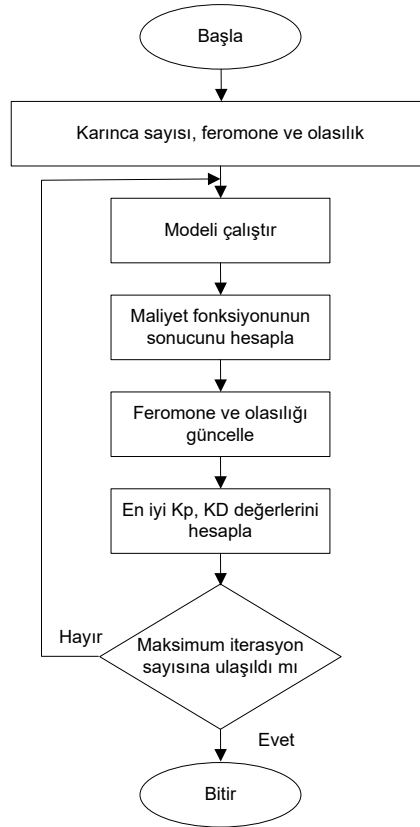 Başla
Karınca sayısı, feromone ve olasılık
Modeli çalıştır
Maliyet fonksiyonunun
sonucunu hesapla
Feromone ve olasılığı
güncelle
En iyi Kp, KD değerlerini
hesapla
Hayır
Maksimum iterasyon
sayısına ulaşıldı mı
Evet
Bitir